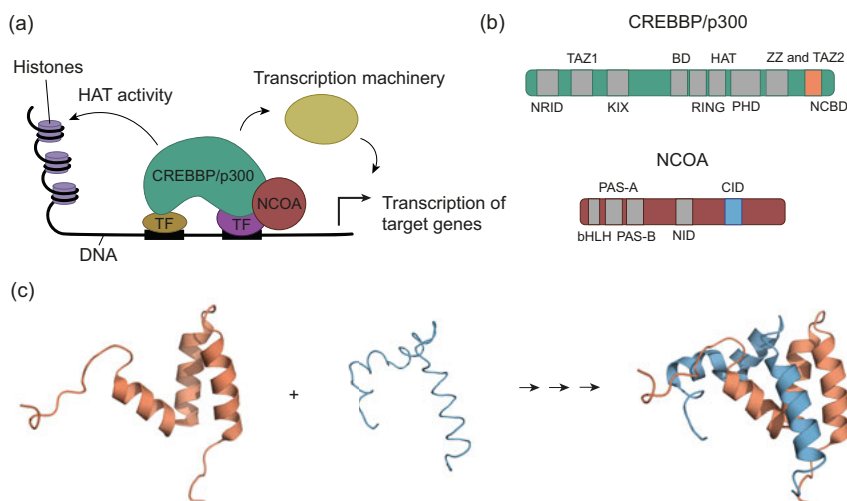 (a)
Histones
HAT activity
Transcription machinery
CREBBP/p300
NCOA
TF
TF
Transcription of
target genes
DNA
(b)
CREBBP/p300
TAZ1
BD
HAT
ZZ and TAZ2
NRID
KIX
RING
PHD
NCBD
NCOA
PAS-A
CID
bHLH
PAS-B
NID
(c)
+